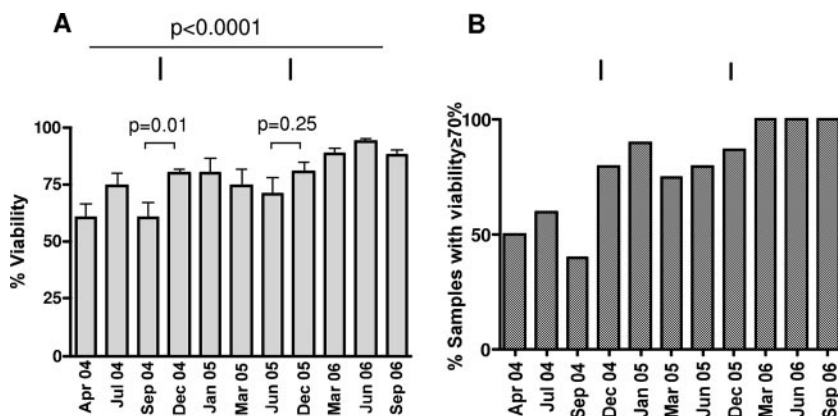 A
p<0.0001
p=0.01
p=0.25
% Viability
100
75
50
25
0
Apr 04
Jul 04
Sep 04
Dec 04
Jan 05
Mar 05
Jun 05
Dec 05
Mar 06
Jun 06
Sep 06
B
% Samples with viability≥70%
100
50
0
Apr 04
Jul 04
Sep 04
Dec 04
Jan 05
Mar 05
Jun 05
Dec 05
Mar 06
Jun 06
Sep 06